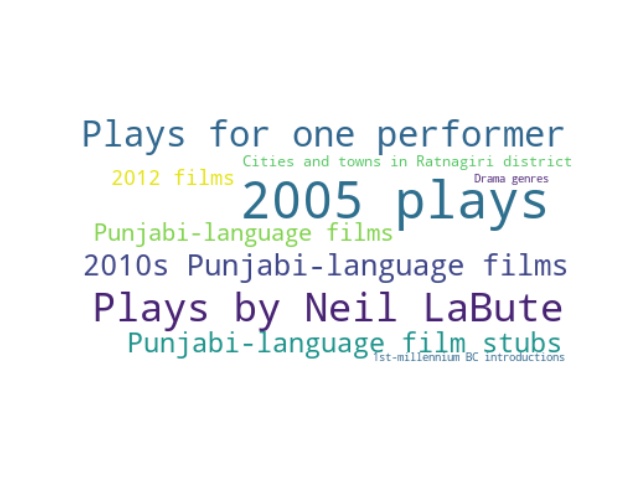 Plays for one performer
Cities and towns in Ratnagiri district
2012 films
Drama genres
2005 plays
Punjabi-language films
2010s Punjabi-language films
Plays by Neil LaBute
Punjabi-language film stubs
1st-millennium BC introductions